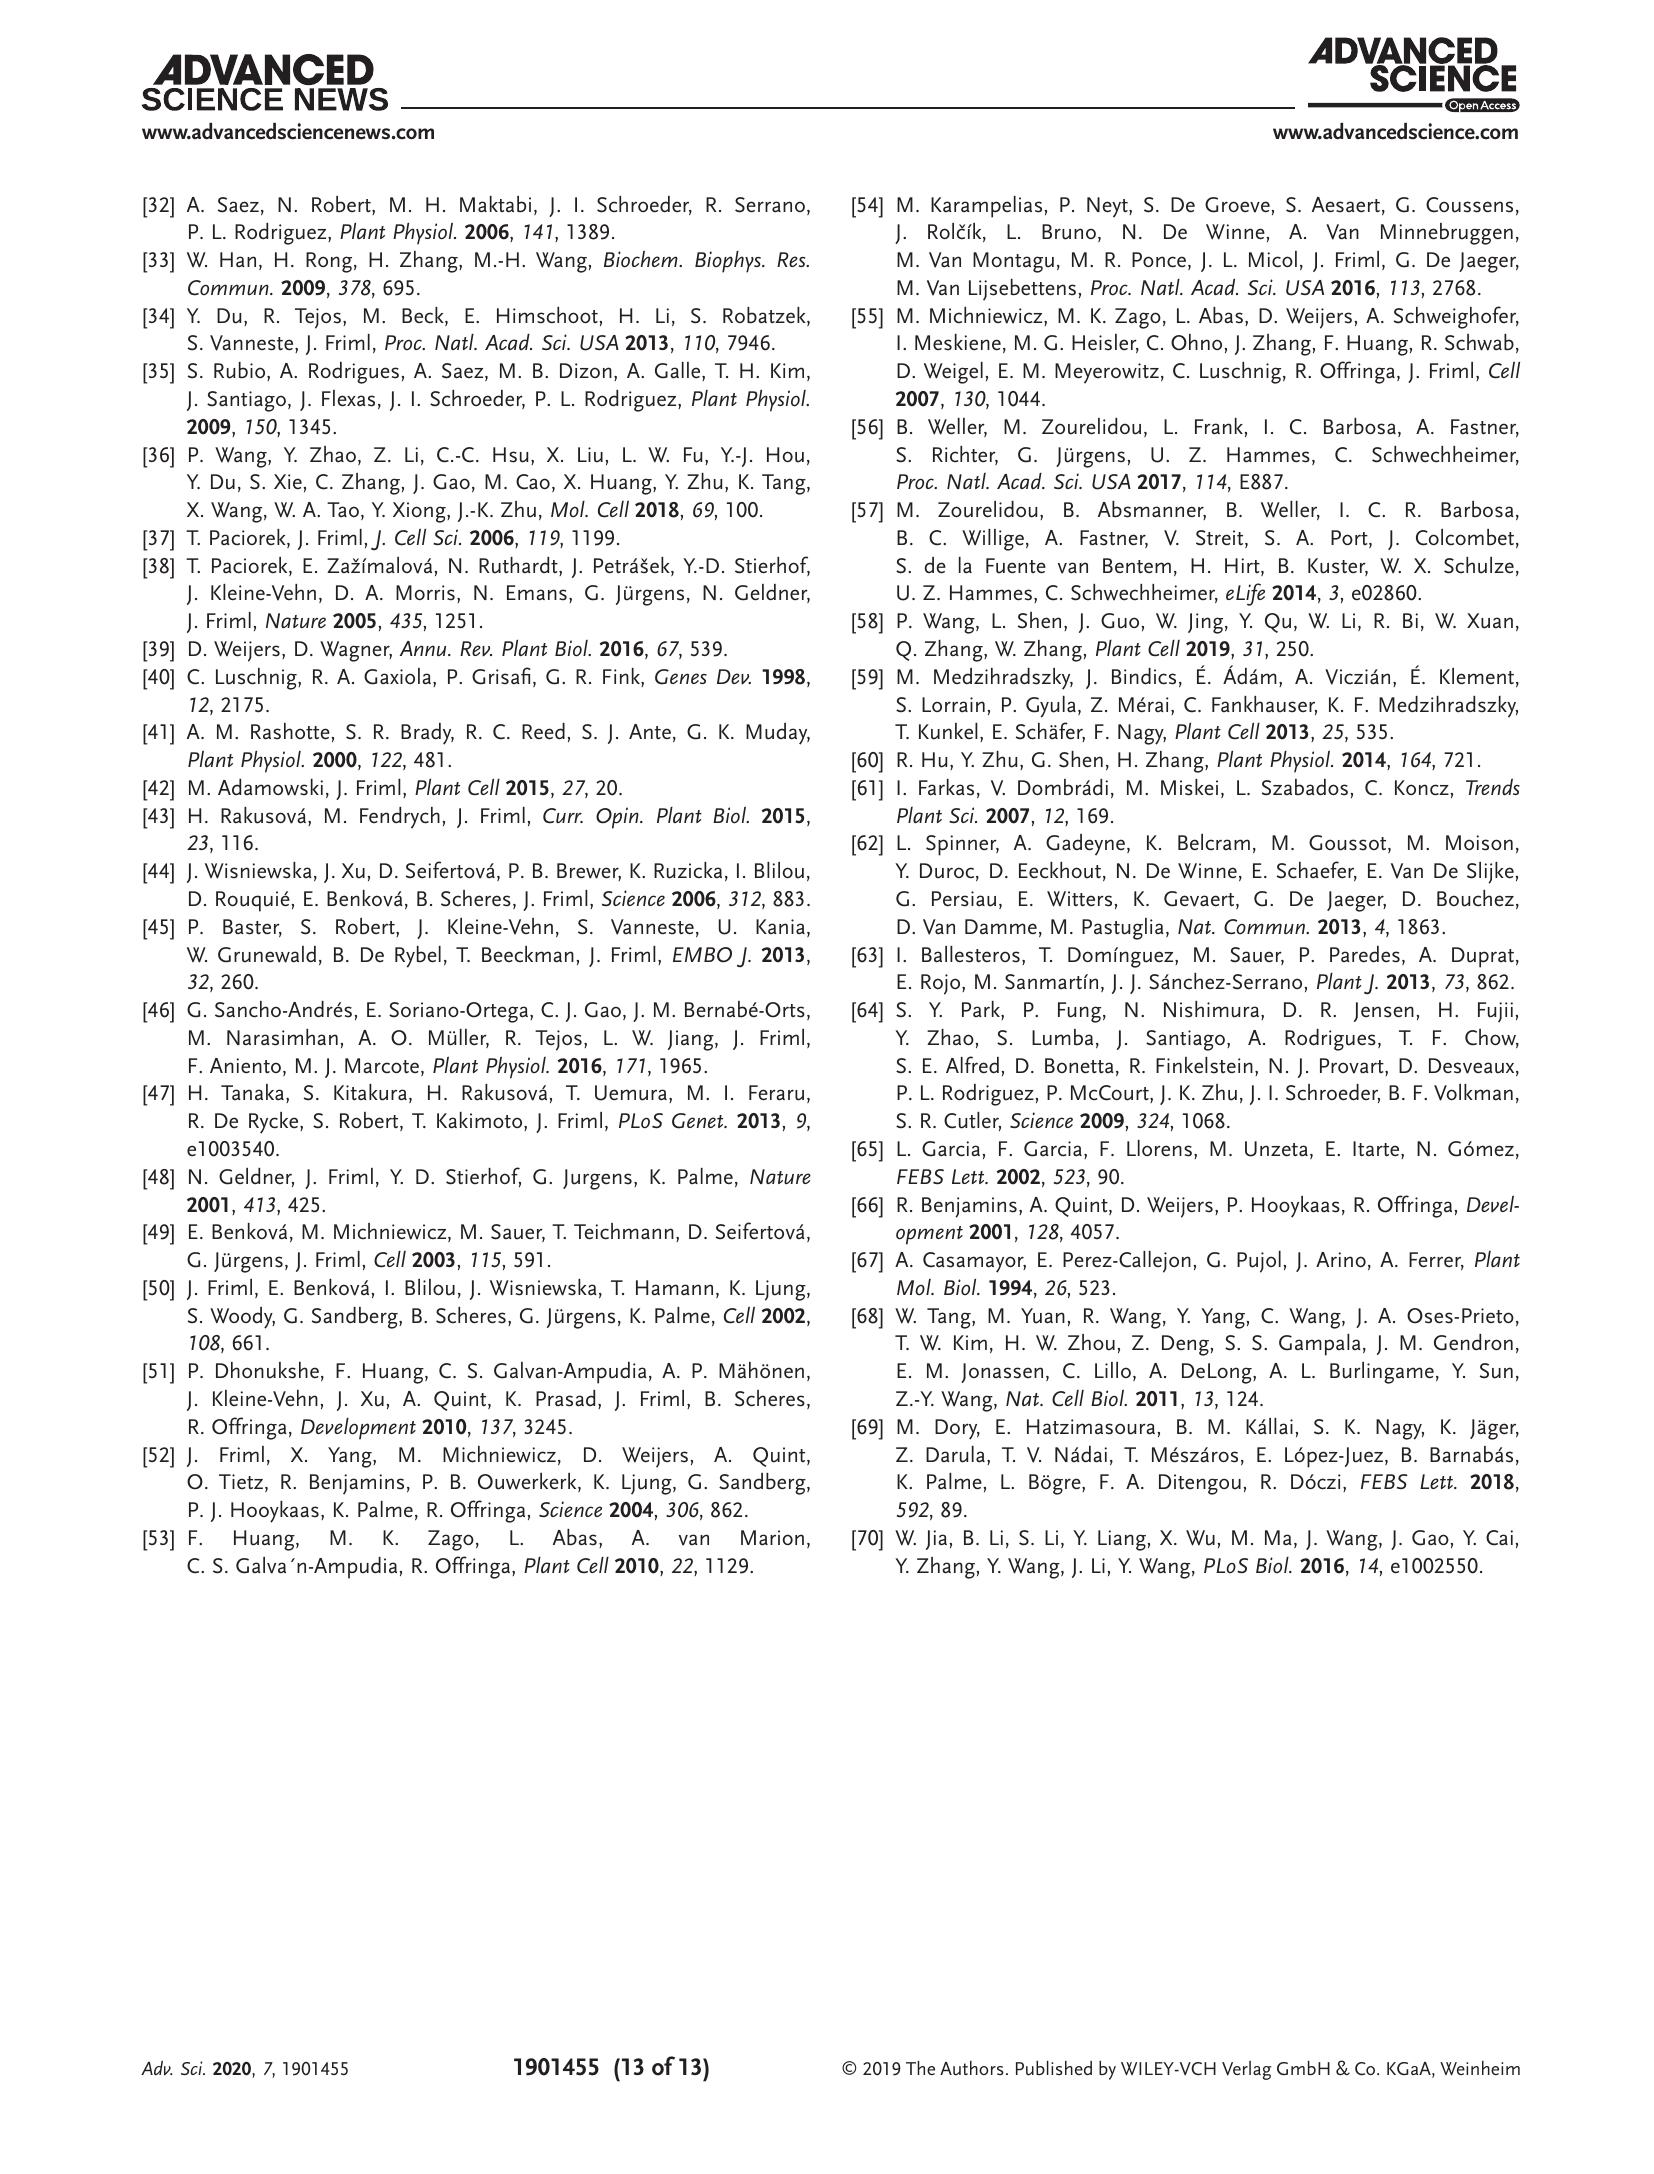 ADVANCED
SCIENCE NEWS
www.advancedsciencenews.com
ADVANCED
SCIENCE
Open Access
www.advancedscience.com
[32] A. Saez, N. Robert, M. H. Maktabi, J. I. Schroeder, R. Serrano,
P. L. Rodriguez, Plant Physiol. 2006, 141, 1389.
[33] W. Han, H. Rong, H. Zhang, M.-H. Wang, Biochem. Biophys. Res.
Commun. 2009, 378, 695.
[34] Y. Du, R. Tejos, M. Beck, E. Himschoot, H. Li, S. Robatzek,
S. Vanneste, J. Friml, Proc. Natl. Acad. Sci. USA 2013, 110, 7946.
[35] S. Rubio, A. Rodrigues, A. Saez, M. B. Dizon, A. Galle, T. H. Kim,
J. Santiago, J. Flexas, J. I. Schroeder, P. L. Rodriguez, Plant Physiol.
2009, 150, 1345.
[36] P. Wang, Y. Zhao, Z. Li, C.-C. Hsu, X. Liu, L. W. Fu, Y.-J. Hou,
Y. Du, S. Xie, C. Zhang, J. Gao, M. Cao, X. Huang, Y. Zhu, K. Tang,
X. Wang, W. A. Tao, Y. Xiong, J.-K. Zhu, Mol. Cell 2018, 69, 100.
[37] T. Paciorek, J. Friml, J. Cell Sci. 2006, 119, 1199.
[38] T. Paciorek, E. Zažímalová, N. Ruthardt, J. Petrášek, Y.-D. Stierhof,
J. Kleine-Vehn, D. A. Morris, N. Emans, G. Jürgens, N. Geldner,
J. Friml, Nature 2005, 435, 1251.
[39] D. Weijers, D. Wagner, Annu. Rev. Plant Biol. 2016, 67, 539.
[40] C. Luschnig, R. A. Gaxiola, P. Grisafi, G. R. Fink, Genes Dev. 1998,
12, 2175.
[41] A. M. Rashotte, S. R. Brady, R. C. Reed, S. J. Ante, G. K. Muday,
Plant Physiol. 2000, 122, 481.
[42] M. Adamowski, J. Friml, Plant Cell 2015, 27, 20.
[43] H. Rakusová, M. Fendrych, J. Friml, Curr. Opin. Plant Biol. 2015,
23, 116.
[44] J. Wisniewska, J. Xu, D. Seifertová, P. B. Brewer, K. Ruzicka, I. Blilou,
D. Rouquié, E. Benková, B. Scheres, J. Friml, Science 2006, 312, 883.
[45] P. Baster, S. Robert, J. Kleine-Vehn, S. Vanneste, U. Kania,
W. Grunewald, B. De Rybel, T. Beeckman, J. Friml, EMBO J. 2013,
32, 260.
[46] G. Sancho-Andrés, E. Soriano-Ortega, C. J. Gao, J. M. Bernabé-Orts,
M. Narasimhan, A. O. Müller, R. Tejos, L. W. Jiang, J. Friml,
F. Aniento, M. J. Marcote, Plant Physiol. 2016, 171, 1965.
[47] H. Tanaka, S. Kitakura, H. Rakusová, T. Uemura, M. I. Feraru,
R. De Rycke, S. Robert, T. Kakimoto, J. Friml, PLoS Genet. 2013, 9,
e1003540.
[48] N. Geldner, J. Friml, Y. D. Stierhof, G. Jurgens, K. Palme, Nature
2001, 413, 425.
[49] E. Benková, M. Michniewicz, M. Sauer, T. Teichmann, D. Seifertová,
G. Jürgens, J. Friml, Cell 2003, 115, 591.
[50] J. Friml, E. Benková, I. Blilou, J. Wisniewska, T. Hamann, K. Ljung,
S. Woody, G. Sandberg, B. Scheres, G. Jürgens, K. Palme, Cell 2002,
108, 661.
[51] P. Dhonukshe, F. Huang, C. S. Galvan-Ampudia, A. P. Mähönen,
J. Kleine-Vehn, J. Xu, A. Quint, K. Prasad, J. Friml, B. Scheres,
R. Offringa, Development 2010, 137, 3245.
[52] J. Friml, X. Yang, M. Michniewicz, D. Weijers, A. Quint,
O. Tietz, R. Benjamins, P. B. Ouwerkerk, K. Ljung, G. Sandberg,
P. J. Hooykaas, K. Palme, R. Offringa, Science 2004, 306, 862.
[53] F. Huang, M. K. Zago, L. Abas, A. van Marion,
C. S. Galva´n-Ampudia, R. Offringa, Plant Cell 2010, 22, 1129.
[54] M. Karampelias, P. Neyt, S. De Groeve, S. Aesaert, G. Coussens,
J. Rolčík, L. Bruno, N. De Winne, A. Van Minnebruggen,
M. Van Montagu, M. R. Ponce, J. L. Micol, J. Friml, G. De Jaeger,
M. Van Lijsebettens, Proc. Natl. Acad. Sci. USA 2016, 113, 2768.
[55] M. Michniewicz, M. K. Zago, L. Abas, D. Weijers, A. Schweighofer,
I. Meskiene, M. G. Heisler, C. Ohno, J. Zhang, F. Huang, R. Schwab,
D. Weigel, E. M. Meyerowitz, C. Luschnig, R. Offringa, J. Friml, Cell
2007, 130, 1044.
[56] B. Weller, M. Zourelidou, L. Frank, I. C. Barbosa, A. Fastner,
S. Richter, G. Jürgens, U. Z. Hammes, C. Schwechheimer,
Proc. Natl. Acad. Sci. USA 2017, 114, E887.
[57] M. Zourelidou, B. Absmanner, B. Weller, I. C. R. Barbosa,
B. C. Willige, A. Fastner, V. Streit, S. A. Port, J. Colcombet,
S. de la Fuente van Bentem, H. Hirt, B. Kuster, W. X. Schulze,
U. Z. Hammes, C. Schwechheimer, eLife 2014, 3, e02860.
[58] P. Wang, L. Shen, J. Guo, W. Jing, Y. Qu, W. Li, R. Bi, W. Xuan,
Q. Zhang, W. Zhang, Plant Cell 2019, 31, 250.
[59] M. Medzihradszky, J. Bindics, É. Ádám, A. Viczián, É. Klement,
S. Lorrain, P. Gyula, Z. Mérai, C. Fankhauser, K. F. Medzihradszky,
T. Kunkel, E. Schäfer, F. Nagy, Plant Cell 2013, 25, 535.
[60] R. Hu, Y. Zhu, G. Shen, H. Zhang, Plant Physiol. 2014, 164, 721.
[61] I. Farkas, V. Dombrádi, M. Miskei, L. Szabados, C. Koncz, Trends
Plant Sci. 2007, 12, 169.
[62] L. Spinner, A. Gadeyne, K. Belcram, M. Goussot, M. Moison,
Y. Duroc, D. Eeckhout, N. De Winne, E. Schaefer, E. Van De Slijke,
G. Persiau, E. Witters, K. Gevaert, G. De Jaeger, D. Bouchez,
D. Van Damme, M. Pastuglia, Nat. Commun. 2013, 4, 1863.
[63] I. Ballesteros, T. Domínguez, M. Sauer, P. Paredes, A. Duprat,
E. Rojo, M. Sanmartín, J. J. Sánchez-Serrano, Plant J. 2013, 73, 862.
[64] S. Y. Park, P. Fung, N. Nishimura, D. R. Jensen, H. Fujii,
Y. Zhao, S. Lumba, J. Santiago, A. Rodrigues, T. F. Chow,
S. E. Alfred, D. Bonetta, R. Finkelstein, N. J. Provart, D. Desveaux,
P. L. Rodriguez, P. McCourt, J. K. Zhu, J. I. Schroeder, B. F. Volkman,
S. R. Cutler, Science 2009, 324, 1068.
[65] L. Garcia, F. Garcia, F. Llorens, M. Unzeta, E. Itarte, N. Gómez,
FEBS Lett. 2002, 523, 90.
[66] R. Benjamins, A. Quint, D. Weijers, P. Hooykaas, R. Offringa, Devel-
opment 2001, 128, 4057.
[67] A. Casamayor, E. Perez-Callejon, G. Pujol, J. Arino, A. Ferrer, Plant
Mol. Biol. 1994, 26, 523.
[68] W. Tang, M. Yuan, R. Wang, Y. Yang, C. Wang, J. A. Oses-Prieto,
T. W. Kim, H. W. Zhou, Z. Deng, S. S. Gampala, J. M. Gendron,
E. M. Jonassen, C. Lillo, A. DeLong, A. L. Burlingame, Y. Sun,
Z.-Y. Wang, Nat. Cell Biol. 2011, 13, 124.
[69] M. Dory, E. Hatzimasoura, B. M. Kállai, S. K. Nagy, K. Jäger,
Z. Darula, T. V. Nádai, T. Mészáros, E. López-Juez, B. Barnabás,
K. Palme, L. Bögre, F. A. Ditengou, R. Dóczi, FEBS Lett. 2018,
592, 89.
[70] W. Jia, B. Li, S. Li, Y. Liang, X. Wu, M. Ma, J. Wang, J. Gao, Y. Cai,
Y. Zhang, Y. Wang, J. Li, Y. Wang, PLoS Biol. 2016, 14, e1002550.
Adv. Sci. 2020, 7, 1901455
1901455 (13 of 13)
© 2019 The Authors. Published by WILEY-VCH Verlag GmbH & Co. KGaA, Weinheim